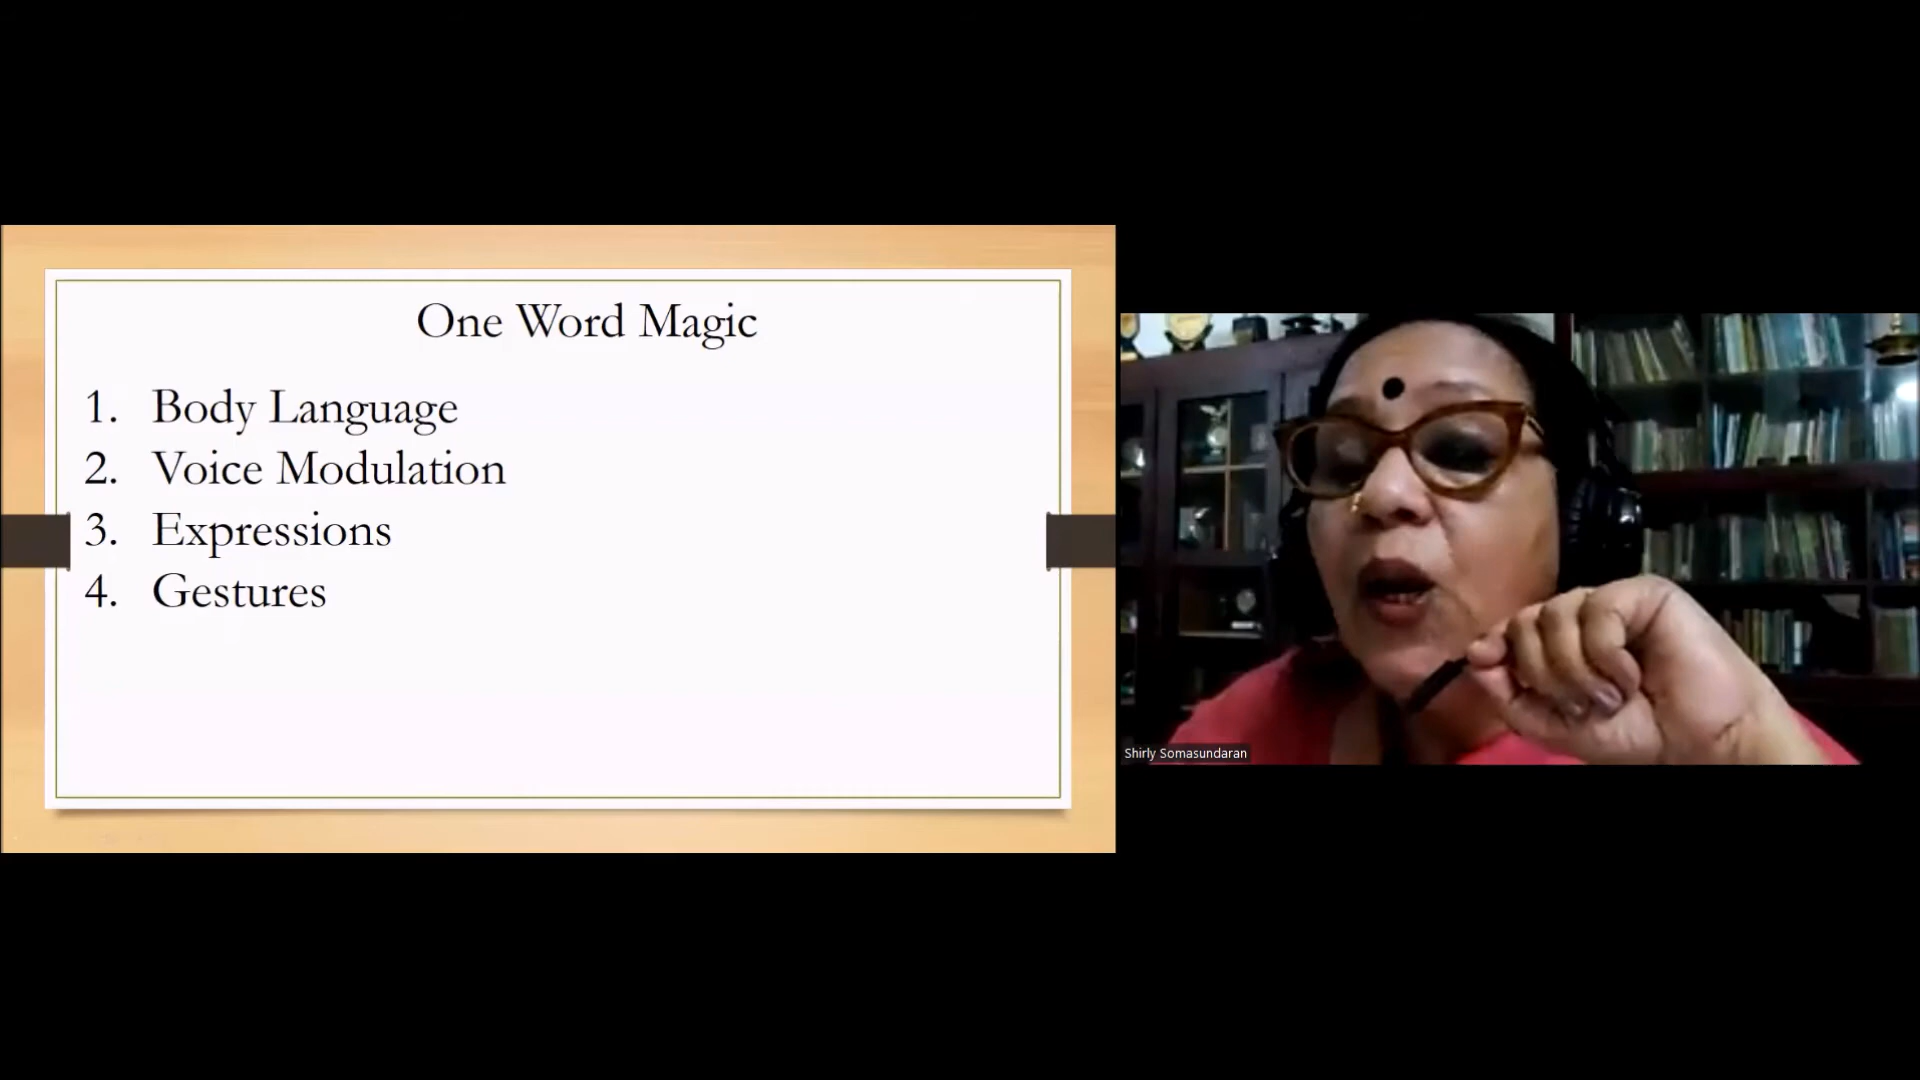 One Word Magic
1. Body Language
2. Voice Modulation
3. Expressions
4. Gestures
Shirly Somasundaran